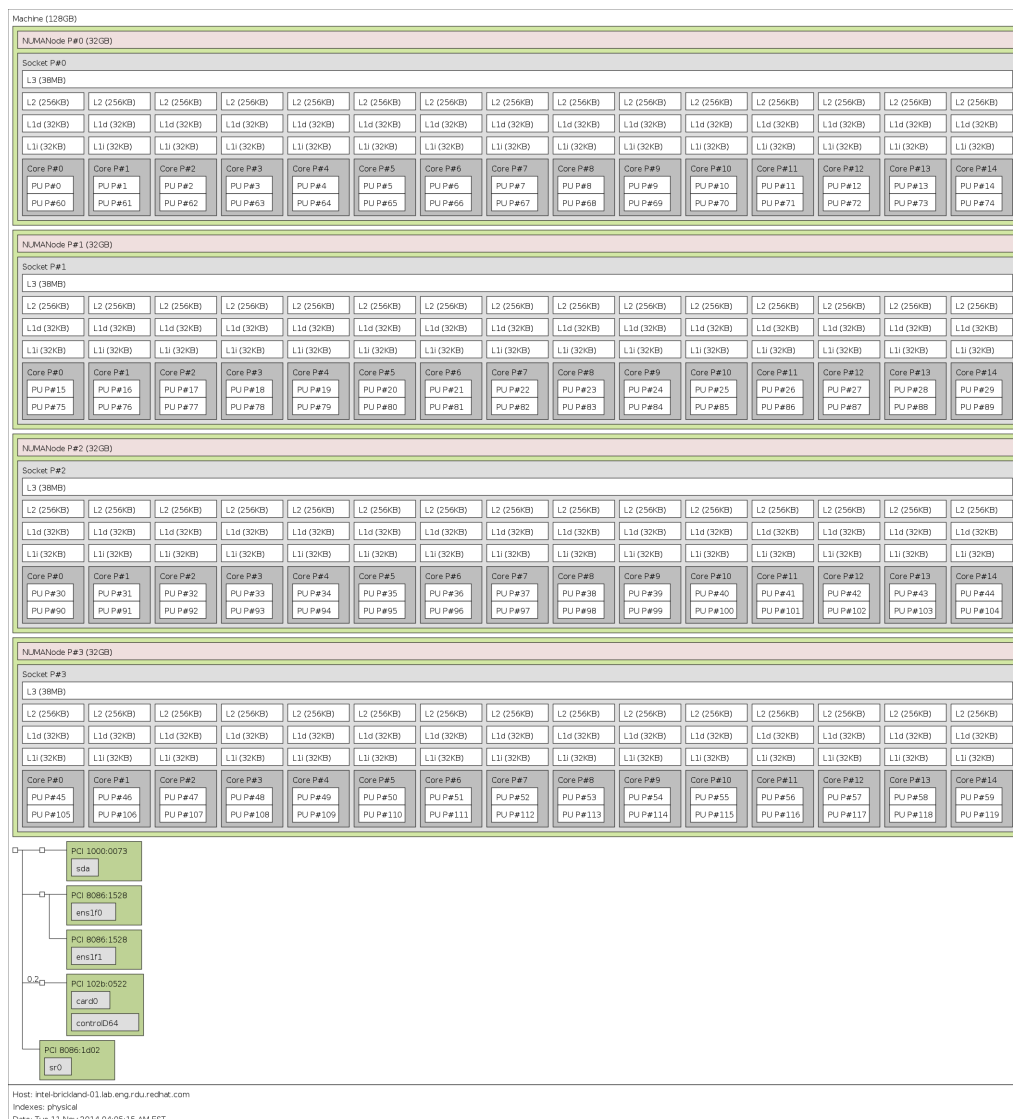 Machine (128GB)
NUMANode P#0 (32GB)
Socket P#0
L3 (38MB)
L2 (256KB) L2 (256KB) L2 (256KB) L2 (256KB) L2 (256KB) L2 (256KB) L2 (256KB) L2 (256KB) L2 (256KB) L2 (256KB) L2 (256KB) L2 (256KB) L2 (256KB) L2 (256KB) L2 (256KB)
L1d (32KB) L1d (32KB) L1d (32KB) L1d (32KB) L1d (32KB) L1d (32KB) L1d (32KB) L1d (32KB) L1d (32KB) L1d (32KB) L1d (32KB) L1d (32KB) L1d (32KB) L1d (32KB) L1d (32KB)
L1i (32KB) L1i (32KB) L1i (32KB) L1i (32KB) L1i (32KB) L1i (32KB) L1i (32KB) L1i (32KB) L1i (32KB) L1i (32KB) L1i (32KB) L1i (32KB) L1i (32KB) L1i (32KB) L1i (32KB)
Core P#0 Core P#1 Core P#2 Core P#3 Core P#4 Core P#5 Core P#6 Core P#7 Core P#8 Core P#9 Core P#10 Core P#11 Core P#12 Core P#13 Core P#14
PU P#0 PU P#1 PU P#2 PU P#3 PU P#4 PU P#5 PU P#6 PU P#7 PU P#8 PU P#9 PU P#10 PU P#11 PU P#12 PU P#13 PU P#14
PU P#60 PU P#61 PU P#62 PU P#63 PU P#64 PU P#65 PU P#66 PU P#67 PU P#68 PU P#69 PU P#70 PU P#71 PU P#72 PU P#73 PU P#74
NUMANode P#1 (32GB)
Socket P#1
L3 (38MB)
L2 (256KB) L2 (256KB) L2 (256KB) L2 (256KB) L2 (256KB) L2 (256KB) L2 (256KB) L2 (256KB) L2 (256KB) L2 (256KB) L2 (256KB) L2 (256KB) L2 (256KB) L2 (256KB) L2 (256KB)
L1d (32KB) L1d (32KB) L1d (32KB) L1d (32KB) L1d (32KB) L1d (32KB) L1d (32KB) L1d (32KB) L1d (32KB) L1d (32KB) L1d (32KB) L1d (32KB) L1d (32KB) L1d (32KB) L1d (32KB)
L1i (32KB) L1i (32KB) L1i (32KB) L1i (32KB) L1i (32KB) L1i (32KB) L1i (32KB) L1i (32KB) L1i (32KB) L1i (32KB) L1i (32KB) L1i (32KB) L1i (32KB) L1i (32KB) L1i (32KB)
Core P#0 Core P#1 Core P#2 Core P#3 Core P#4 Core P#5 Core P#6 Core P#7 Core P#8 Core P#9 Core P#10 Core P#11 Core P#12 Core P#13 Core P#14
PU P#15 PU P#16 PU P#17 PU P#18 PU P#19 PU P#20 PU P#21 PU P#22 PU P#23 PU P#24 PU P#25 PU P#26 PU P#27 PU P#28 PU P#29
PU P#75 PU P#76 PU P#77 PU P#78 PU P#79 PU P#80 PU P#81 PU P#82 PU P#83 PU P#84 PU P#85 PU P#86 PU P#87 PU P#88 PU P#89
NUMANode P#2 (32GB)
Socket P#2
L3 (38MB)
L2 (256KB) L2 (256KB) L2 (256KB) L2 (256KB) L2 (256KB) L2 (256KB) L2 (256KB) L2 (256KB) L2 (256KB) L2 (256KB) L2 (256KB) L2 (256KB) L2 (256KB) L2 (256KB) L2 (256KB)
L1d (32KB) L1d (32KB) L1d (32KB) L1d (32KB) L1d (32KB) L1d (32KB) L1d (32KB) L1d (32KB) L1d (32KB) L1d (32KB) L1d (32KB) L1d (32KB) L1d (32KB) L1d (32KB) L1d (32KB)
L1i (32KB) L1i (32KB) L1i (32KB) L1i (32KB) L1i (32KB) L1i (32KB) L1i (32KB) L1i (32KB) L1i (32KB) L1i (32KB) L1i (32KB) L1i (32KB) L1i (32KB) L1i (32KB) L1i (32KB)
Core P#0 Core P#1 Core P#2 Core P#3 Core P#4 Core P#5 Core P#6 Core P#7 Core P#8 Core P#9 Core P#10 Core P#11 Core P#12 Core P#13 Core P#14
PU P#30 PU P#31 PU P#32 PU P#33 PU P#34 PU P#35 PU P#36 PU P#37 PU P#38 PU P#39 PU P#40 PU P#41 PU P#42 PU P#43 PU P#44
PU P#90 PU P#91 PU P#92 PU P#93 PU P#94 PU P#95 PU P#96 PU P#97 PU P#98 PU P#99 PU P#100 PU P#101 PU P#102 PU P#103 PU P#104
NUMANode P#3 (32GB)
Socket P#3
L3 (38MB)
L2 (256KB) L2 (256KB) L2 (256KB) L2 (256KB) L2 (256KB) L2 (256KB) L2 (256KB) L2 (256KB) L2 (256KB) L2 (256KB) L2 (256KB) L2 (256KB) L2 (256KB) L2 (256KB) L2 (256KB)
L1d (32KB) L1d (32KB) L1d (32KB) L1d (32KB) L1d (32KB) L1d (32KB) L1d (32KB) L1d (32KB) L1d (32KB) L1d (32KB) L1d (32KB) L1d (32KB) L1d (32KB) L1d (32KB) L1d (32KB)
L1i (32KB) L1i (32KB) L1i (32KB) L1i (32KB) L1i (32KB) L1i (32KB) L1i (32KB) L1i (32KB) L1i (32KB) L1i (32KB) L1i (32KB) L1i (32KB) L1i (32KB) L1i (32KB) L1i (32KB)
Core P#0 Core P#1 Core P#2 Core P#3 Core P#4 Core P#5 Core P#6 Core P#7 Core P#8 Core P#9 Core P#10 Core P#11 Core P#12 Core P#13 Core P#14
PU P#45 PU P#46 PU P#47 PU P#48 PU P#49 PU P#50 PU P#51 PU P#52 PU P#53 PU P#54 PU P#55 PU P#56 PU P#57 PU P#58 PU P#59
PU P#105 PU P#106 PU P#107 PU P#108 PU P#109 PU P#110 PU P#111 PU P#112 PU P#113 PU P#114 PU P#115 PU P#116 PU P#117 PU P#118 PU P#119
PCI 1000:0073
sda
PCI 8086:1528
ens1f0
PCI 8086:1528
ens1f1
0.2
PCI 102b:0522
card0
controlD64
PCI 8086:1d02
sr0
Host: intel-brickland-01.lab.eng.rdu.redhat.com
Indexes: physical
Date: Tue 11 Nov 2014 04:05:15 AM EST